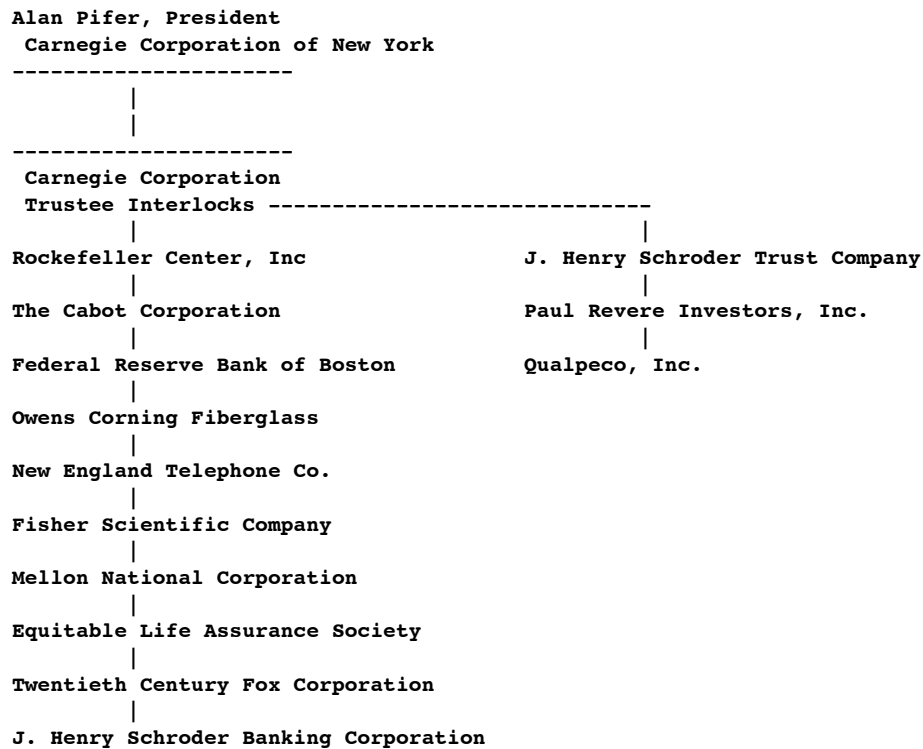 Alan Pifer, President
Carnegie Corporation of New York
----------------------
|
|
----------------------
Carnegie Corporation
Trustee Interlocks ------------------------------
| |
Rockefeller Center, Inc J. Henry Schroder Trust Company
| |
The Cabot Corporation Paul Revere Investors, Inc.
| |
Federal Reserve Bank of Boston Qualpeco, Inc.
|
Owens Corning Fiberglass
|
New England Telephone Co.
|
Fisher Scientific Company
|
Mellon National Corporation
|
Equitable Life Assurance Society
|
Twentieth Century Fox Corporation
|
J. Henry Schroder Banking Corporation